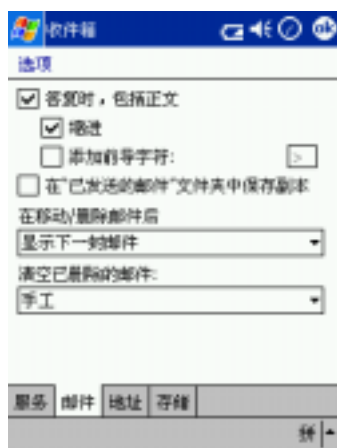 收件箱 ok
选项
答复时，包括正文
缩进
添加前导字符: >
在"已发送的邮件"文件夹中保存副本
在移动/删除邮件后
显示下一封邮件
清空已删除的邮件:
手工
服务 邮件 地址 存储
拼